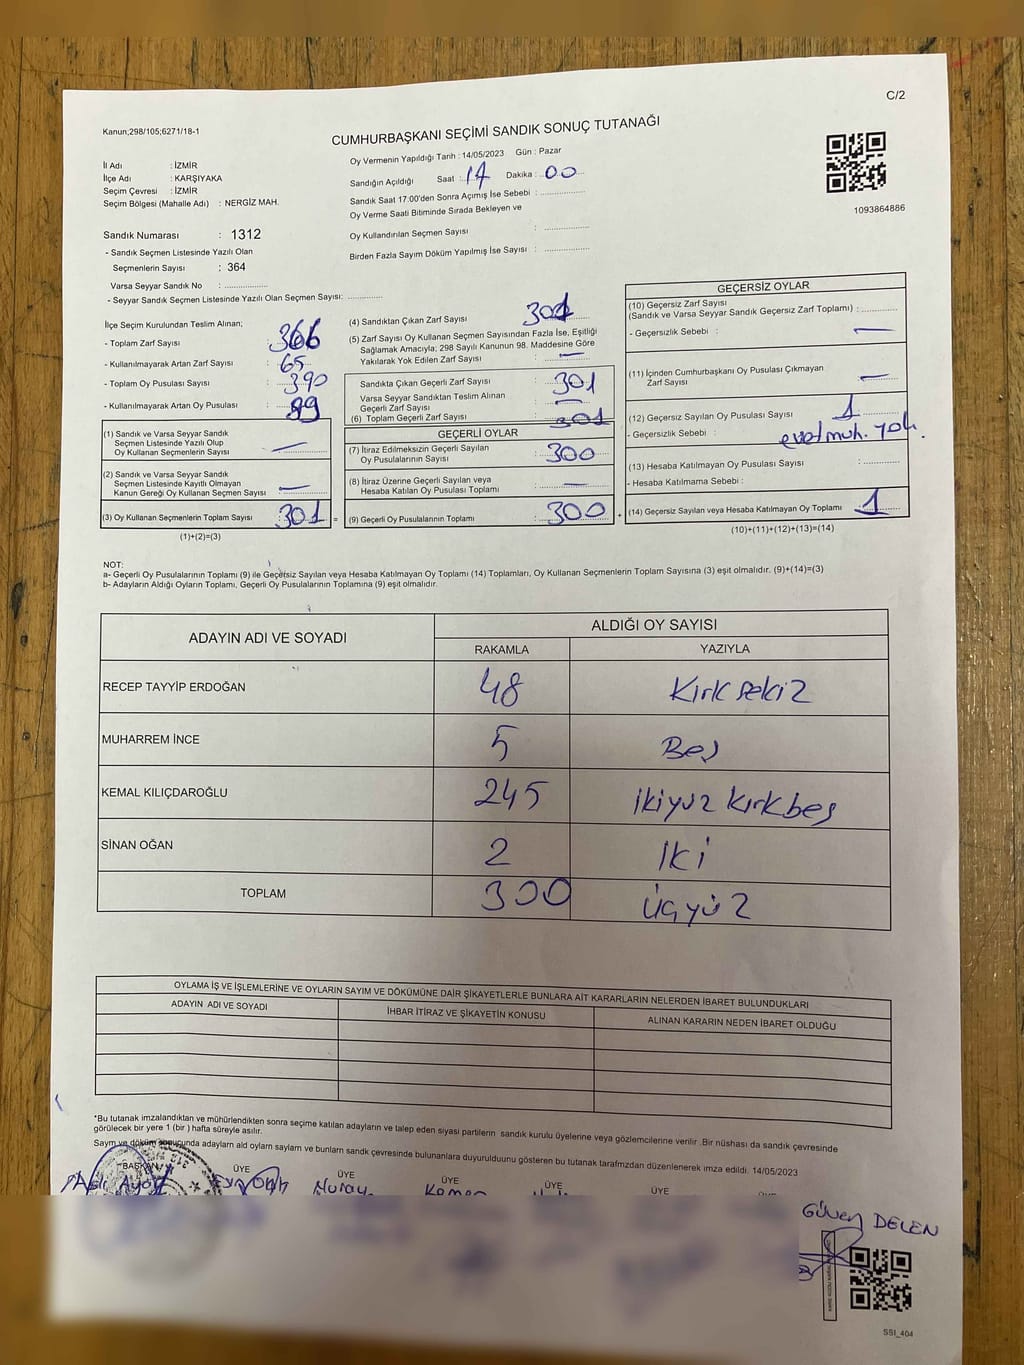 C/2
Kanun;298/105;6271/18-1
CUMHURBAŞKANI SEÇİMİ SANDIK SONUÇ TUTANAĞI
İl Adı : İZMİR
İlçe Adı : KARŞIYAKA
Seçim Çevresi : İZMİR
Seçim Bölgesi (Mahalle Adı) : NERGİZ MAH.
Oy Vermenin Yapıldığı Tarih : 14/05/2023 Gün : Pazar
Sandığın Açıldığı Saat : 17 Dakika : 00
Sandık Saat 17:00'den Sonra Açımış İse Sebebi :
Oy Verme Saati Bitiminde Sırada Bekleyen ve
Oy Kullandırılan Seçmen Sayısı :
Birden Fazla Sayım Döküm Yapılmış İse Sayısı :
1093864886
Sandık Numarası : 1312
- Sandık Seçmen Listesinde Yazılı Olan
Seçmenlerin Sayısı : 364
Varsa Seyyar Sandık No :
- Seyyar Sandık Seçmen Listesinde Yazılı Olan Seçmen Sayısı:
İlçe Seçim Kurulundan Teslim Alınan;
- Toplam Zarf Sayısı : 366
- Kullanılmayarak Artan Zarf Sayısı : 65
- Toplam Oy Pusulası Sayısı : 390
- Kullanılmayarak Artan Oy Pusulası : 89
(1) Sandık ve Varsa Seyyar Sandık
Seçmen Listesinde Yazılı Olup
Oy Kullanan Seçmenlerin Sayısı : —
(2) Sandık ve Varsa Seyyar Sandık
Seçmen Listesinde Kayıtlı Olmayan
Kanun Gereği Oy Kullanan Seçmen Sayısı : —
(3) Oy Kullanan Seçmenlerin Toplam Sayısı 301 =
(1)+(2)=(3)
(4) Sandıktan Çıkan Zarf Sayısı : 301
(5) Zarf Sayısı Oy Kullanan Seçmen Sayısından Fazla İse, Eşitliği
Sağlamak Amacıyla, 298 Sayılı Kanunun 98. Maddesine Göre
Yakılarak Yok Edilen Zarf Sayısı : —
Sandıkta Çıkan Geçerli Zarf Sayısı : 301
Varsa Seyyar Sandıktan Teslim Alınan
Geçerli Zarf Sayısı : —
(6) Toplam Geçerli Zarf Sayısı : 301
GEÇERLİ OYLAR
(7) İtiraz Edilmeksizin Geçerli Sayılan
Oy Pusulalarının Sayısı : 300
(8) İtiraz Üzerine Geçerli Sayılan veya
Hesaba Katılan Oy Pusulası Toplamı : —
(9) Geçerli Oy Pusulalarının Toplamı : 300 +
GEÇERSİZ OYLAR
(10) Geçersiz Zarf Sayısı
(Sandık ve Varsa Seyyar Sandık Geçersiz Zarf Toplamı) :
- Geçersizlik Sebebi : —
(11) İçinden Cumhurbaşkanı Oy Pusulası Çıkmayan
Zarf Sayısı : —
(12) Geçersiz Sayılan Oy Pusulası Sayısı : 1
- Geçersizlik Sebebi : evet muh. yok.
(13) Hesaba Katılmayan Oy Pusulası Sayısı :
- Hesaba Katılmama Sebebi :
(14) Geçersiz Sayılan veya Hesaba Katılmayan Oy Toplamı : 1
(10)+(11)+(12)+(13)=(14)
NOT:
a- Geçerli Oy Pusulalarının Toplamı (9) ile Geçersiz Sayılan veya Hesaba Katılmayan Oy Toplamı (14) Toplamları, Oy Kullanan Seçmenlerin Toplam Sayısına (3) eşit olmalıdır. (9)+(14)=(3)
b- Adayların Aldığı Oyların Toplamı, Geçerli Oy Pusulalarının Toplamına (9) eşit olmalıdır.
ADAYIN ADI VE SOYADI ALDIĞI OY SAYISI
RAKAMLA YAZIYLA
RECEP TAYYİP ERDOĞAN 48 Kırk sekiz
MUHARREM İNCE 5 Beş
KEMAL KILIÇDAROĞLU 245 ikiyüz kırkbeş
SİNAN OĞAN 2 İki
TOPLAM 300 Üçyüz
OYLAMA İŞ VE İŞLEMLERİNE VE OYLARIN SAYIM VE DÖKÜMÜNE DAİR ŞİKAYETLERLE BUNLARA AİT KARARLARIN NELERDEN İBARET BULUNDUKLARI
ADAYIN ADI VE SOYADI İHBAR İTİRAZ VE ŞİKAYETİN KONUSU ALINAN KARARIN NEDEN İBARET OLDUĞU
*Bu tutanak imzalandıktan ve mühürlendikten sonra seçime katılan adayların ve talep eden siyasi partilerin sandık kurulu üyelerine veya gözlemcilerine verilir .Bir nüshası da sandık çevresinde
görülecek bir yere 1 (bir ) hafta süreyle asılır.
Sayım ve döküm sonucunda adayların ald oyların sayılam ve bunların sandk çevresinde bulunanlara duyurulduunu gösteren bu tutanak tarafmzdan düzenlenerek imza edildi. 14/05/2023
BAŞKAN ÜYE ÜYE ÜYE ÜYE ÜYE
Nuray
Güven DELEN
SSI_404